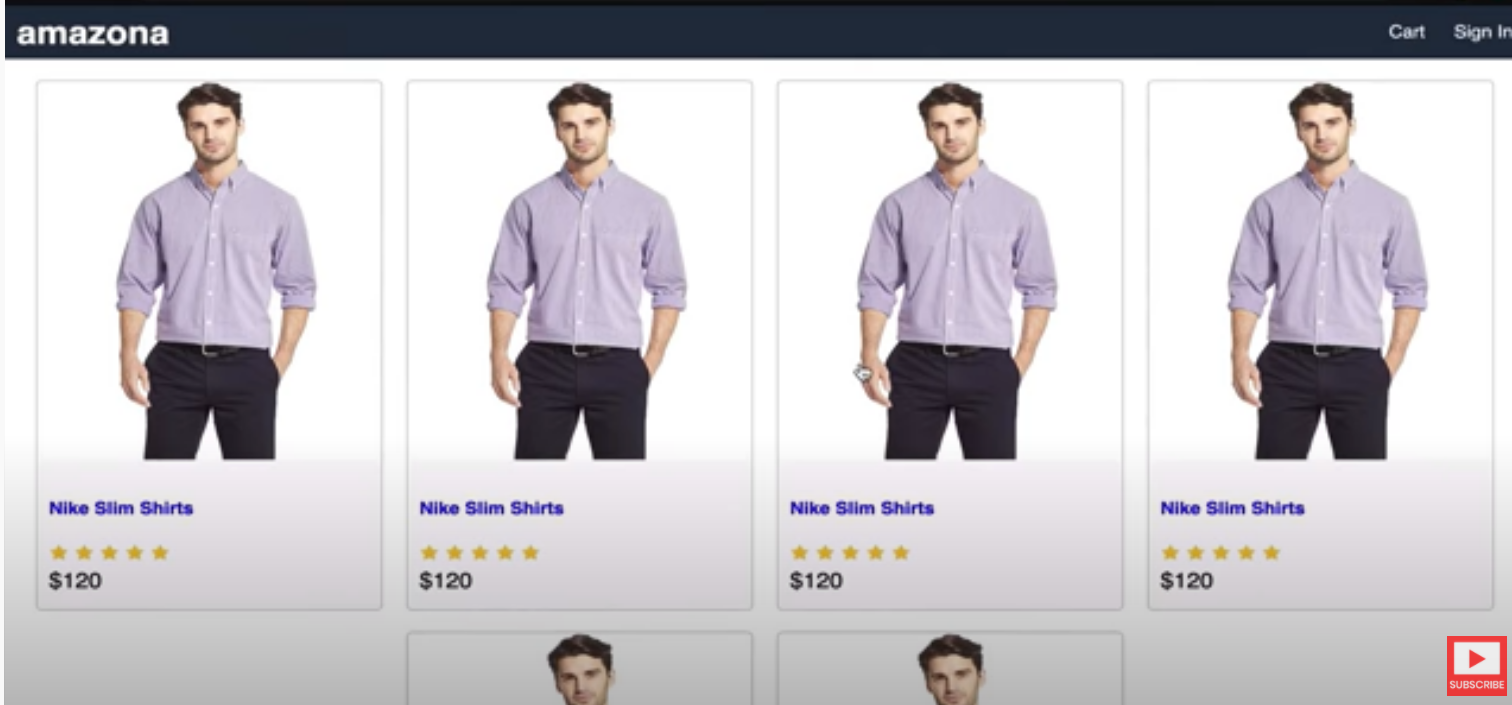 amazona
Cart Sign In
Nike Slim Shirts Nike Slim Shirts Nike Slim Shirts Nike Slim Shirts
$120 $120 $120 $120
SUBSCRIBE